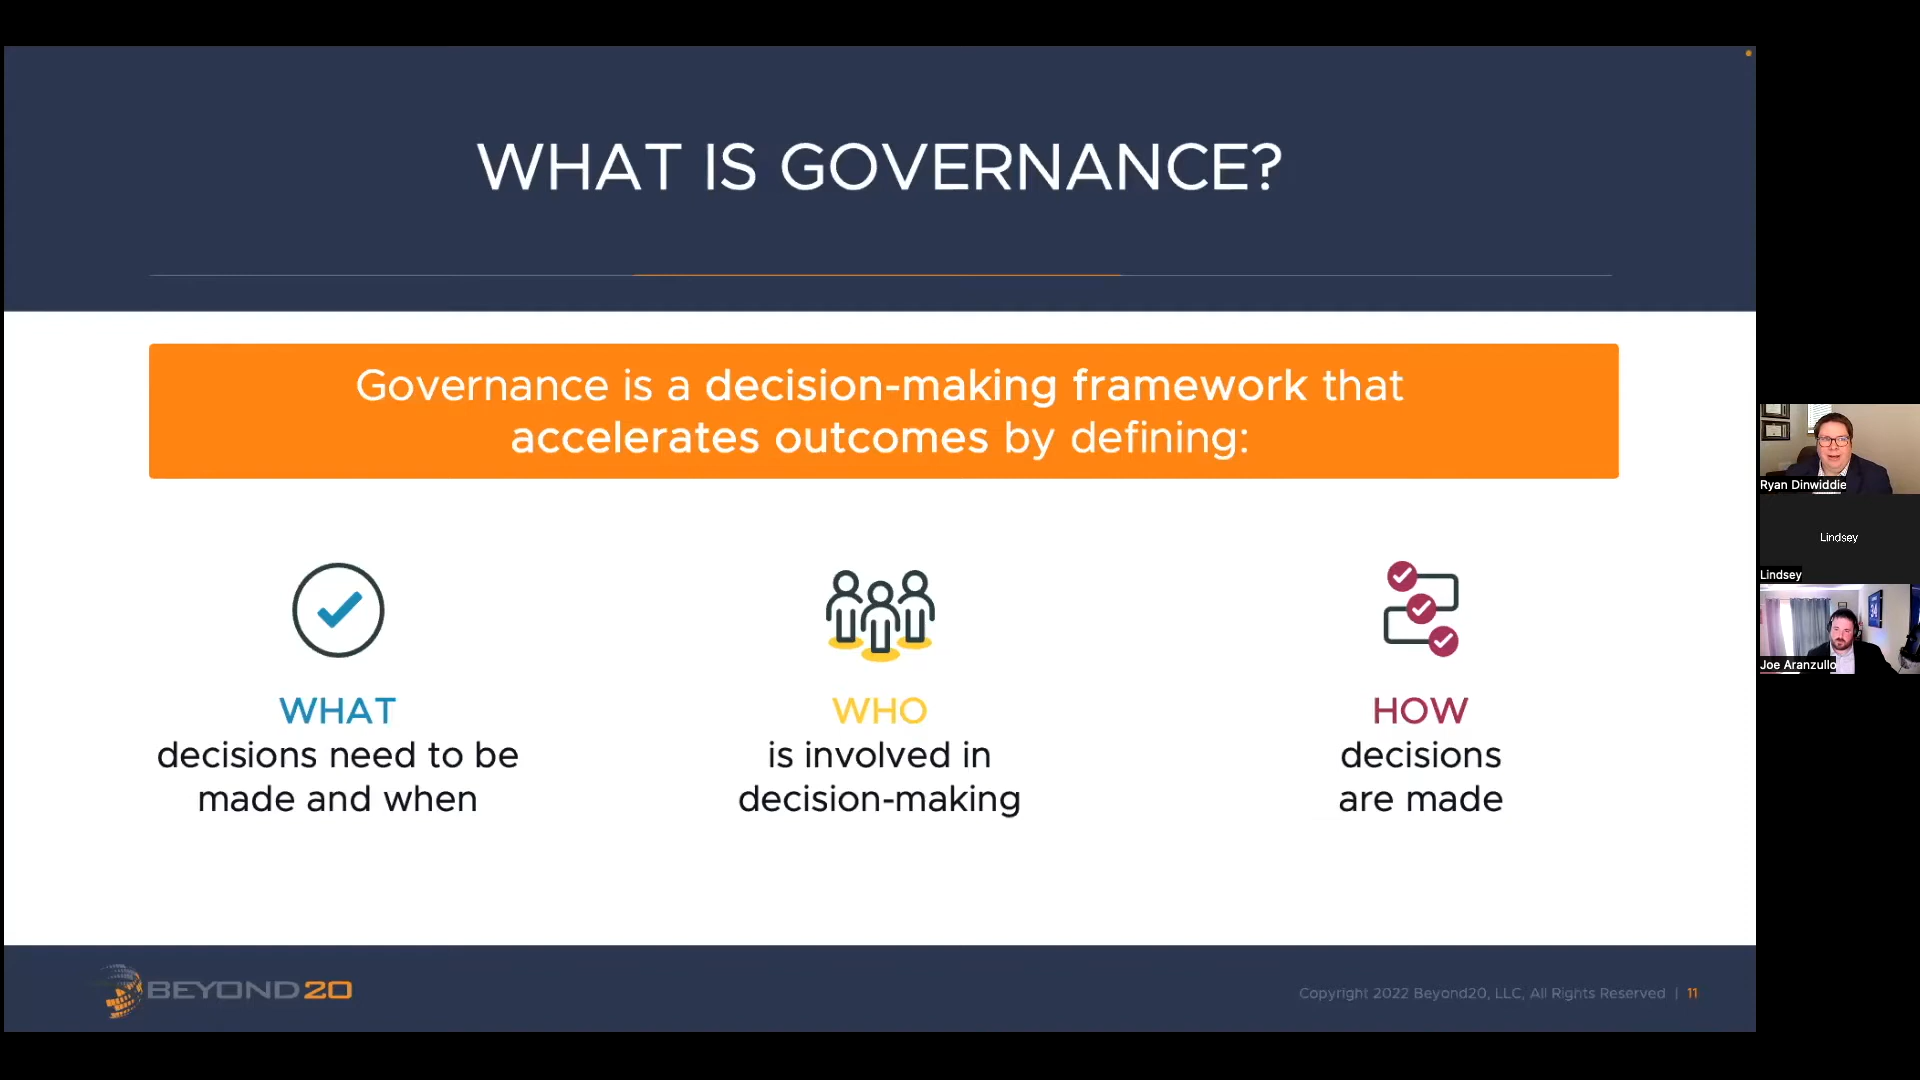 WHAT IS GOVERNANCE?
Governance is a decision-making framework that
accelerates outcomes by defining:
WHAT
decisions need to be
made and when
WHO
is involved in
decision-making
HOW
decisions
are made
BEYOND20
Copyright 2022 Beyond20, LLC, All Rights Reserved | 11
Ryan Dinwiddie
Lindsey
Lindsey
Joe Aranzullo